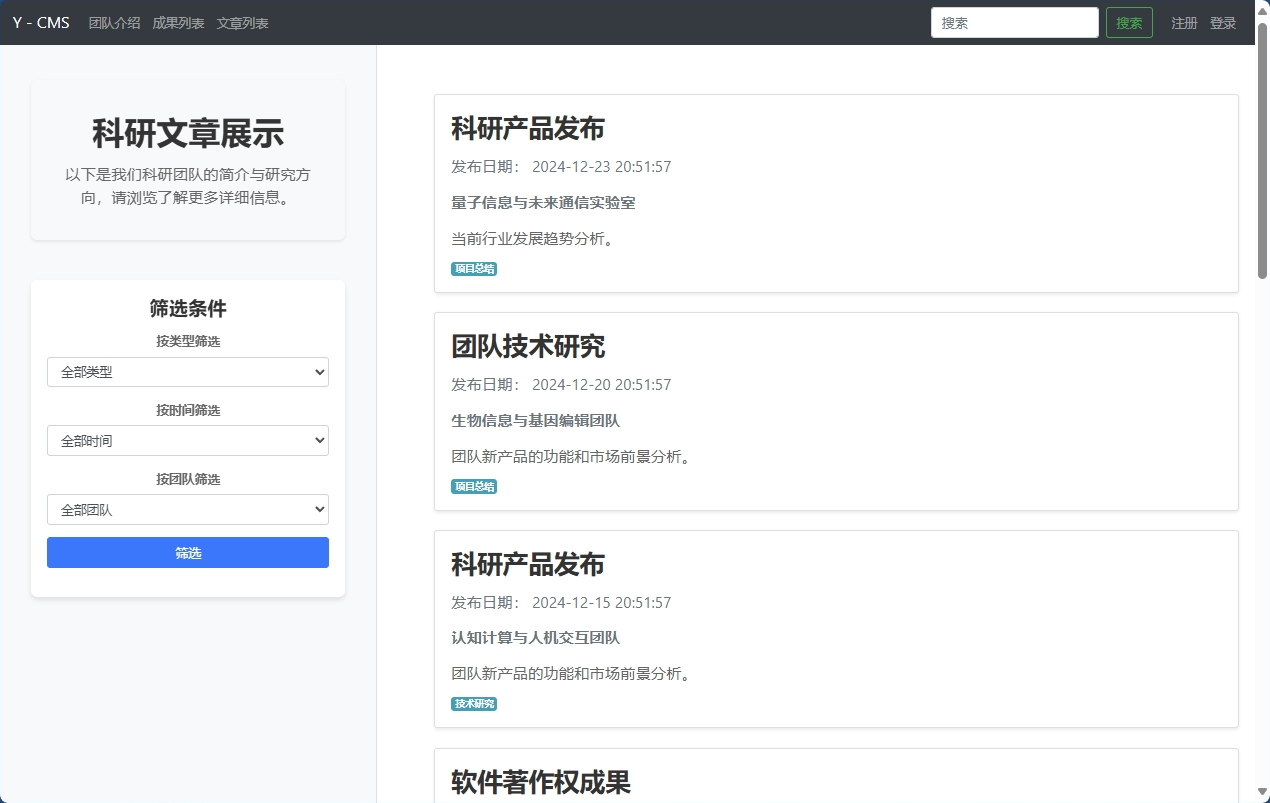 Y - CMS 团队介绍 成果列表 文章列表 搜索 搜索 注册 登录
科研文章展示
以下是我们科研团队的简介与研究方
向，请浏览了解更多详细信息。
筛选条件
按类型筛选
全部类型
按时间筛选
全部时间
按团队筛选
全部团队
筛选
科研产品发布
发布日期： 2024-12-23 20:51:57
量子信息与未来通信实验室
当前行业发展趋势分析。
项目总结
团队技术研究
发布日期： 2024-12-20 20:51:57
生物信息与基因编辑团队
团队新产品的功能和市场前景分析。
项目总结
科研产品发布
发布日期： 2024-12-15 20:51:57
认知计算与人机交互团队
团队新产品的功能和市场前景分析。
技术研究
软件著作权成果